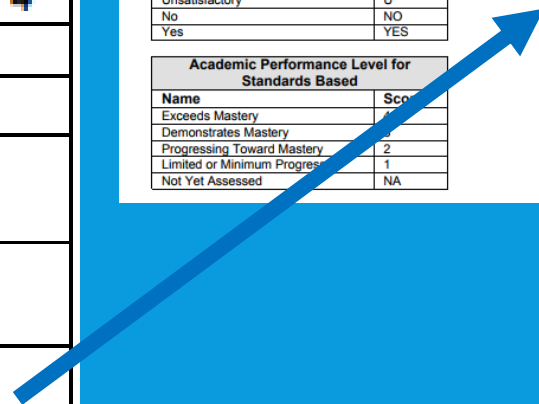 Unsatisfactory U
No NO
Yes YES
Academic Performance Level for
Standards Based
Name
Exceeds Mastery 4
Demonstrates Mastery
Progressing Toward Mastery 2
Limited or Minimum Progress 1
Not Yet Assessed NA